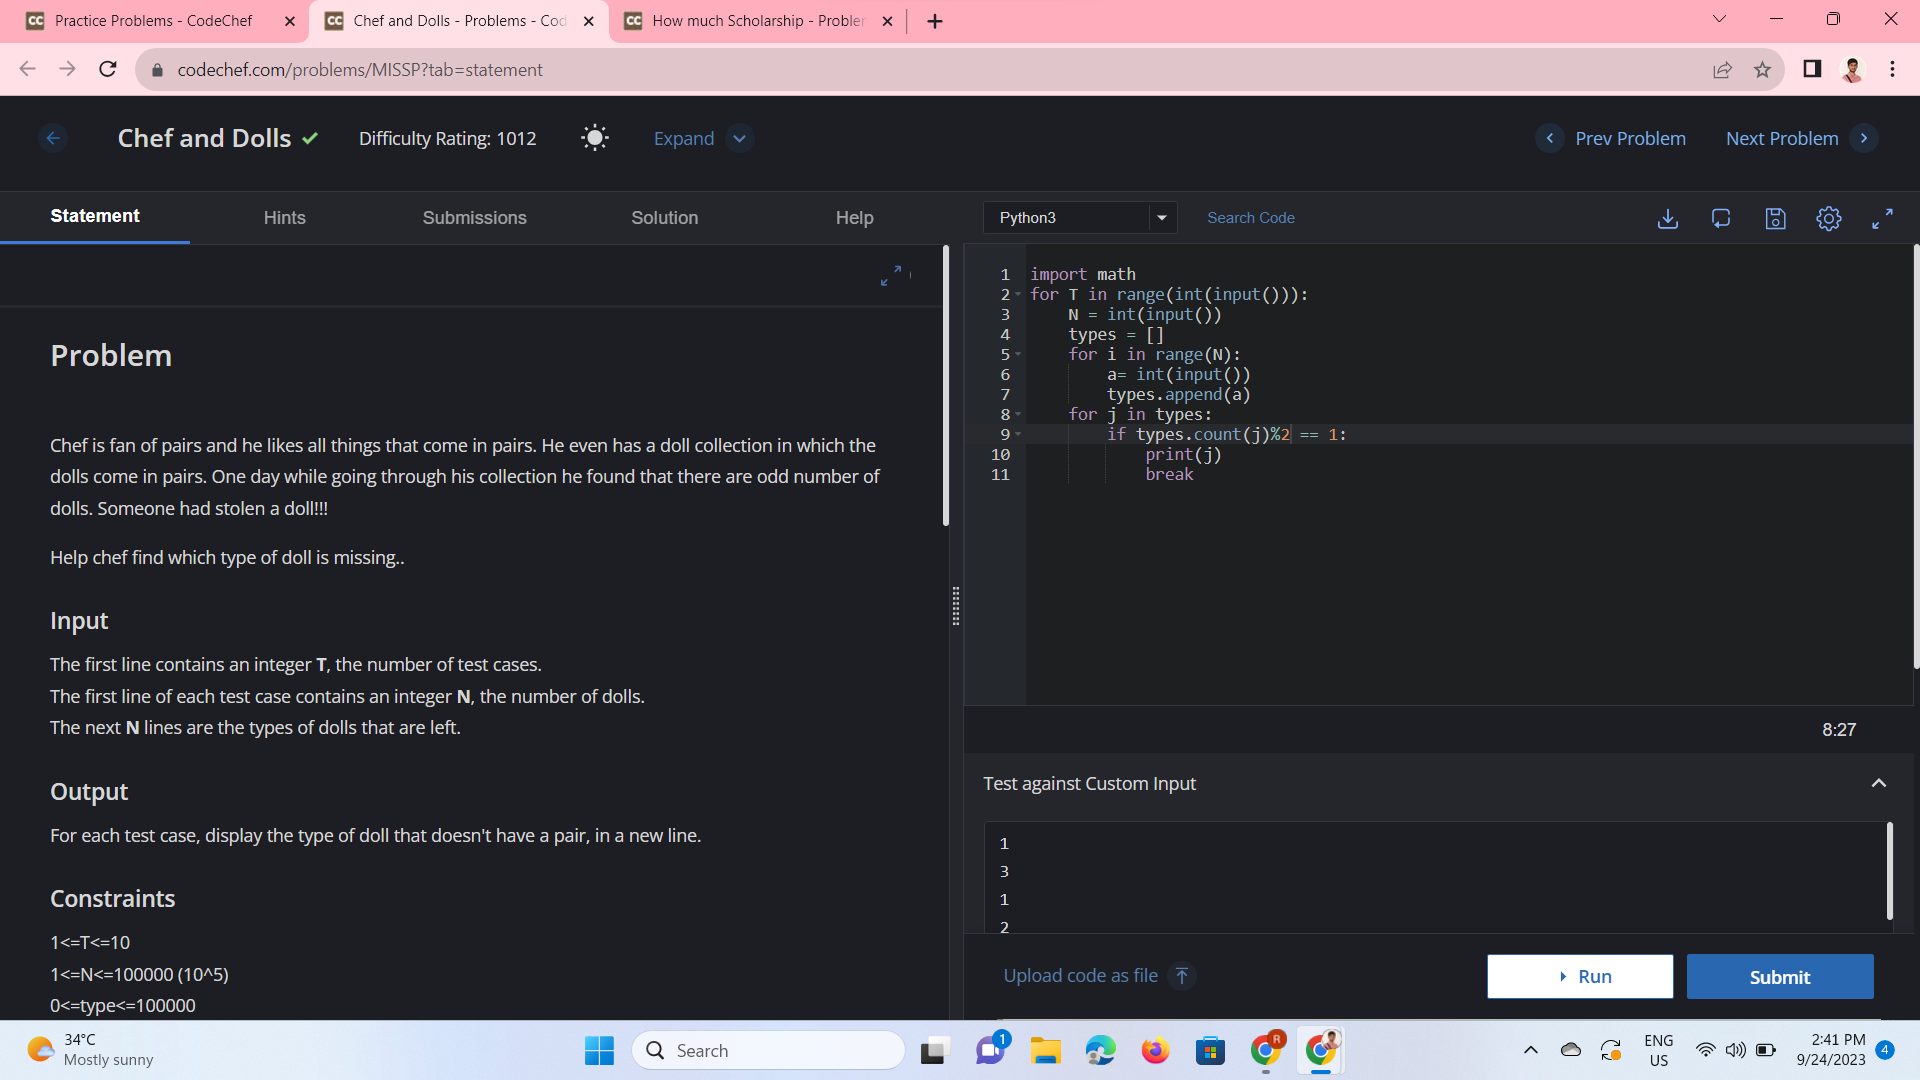 Practice Problems - CodeChef
Chef and Dolls - Problems - Cod
How much Scholarship - Probler
codechef.com/problems/MISSP?tab=statement
Chef and Dolls
Difficulty Rating: 1012
Expand
Prev Problem
Next Problem
Statement
Hints
Submissions
Solution
Help
Problem
Chef is fan of pairs and he likes all things that come in pairs. He even has a doll collection in which the
dolls come in pairs. One day while going through his collection he found that there are odd number of
dolls. Someone had stolen a doll!!!
Help chef find which type of doll is missing..
Input
The first line contains an integer T, the number of test cases.
The first line of each test case contains an integer N, the number of dolls.
The next N lines are the types of dolls that are left.
Output
For each test case, display the type of doll that doesn't have a pair, in a new line.
Constraints
1<=T<=10
1<=N<=100000 (10^5)
0<=type<=100000
Python3
Search Code
1 import math
2 for T in range(int(input())):
3 N = int(input())
4 types = []
5 for i in range(N):
6 a= int(input())
7 types.append(a)
8 for j in types:
9 if types.count(j)%2 == 1:
10 print(j)
11 break
8:27
Test against Custom Input
1
3
1
2
Upload code as file
Run
Submit
34°C
Mostly sunny
Search
1
R
ENG
US
2:41 PM
9/24/2023
4